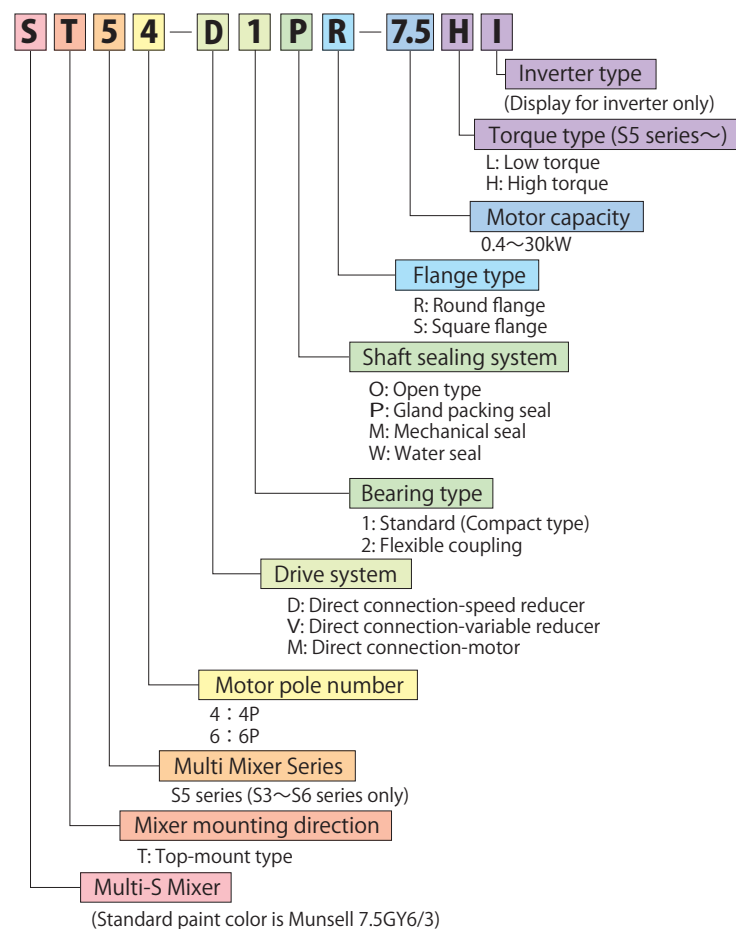 S T 5 4 — D 1 P R — 7.5 H I
Inverter type
(Display for inverter only)
Torque type (S5 series～)
L: Low torque
H: High torque
Motor capacity
0.4～30kW
Flange type
R: Round flange
S: Square flange
Shaft sealing system
O: Open type
P: Gland packing seal
M: Mechanical seal
W: Water seal
Bearing type
1: Standard (Compact type)
2: Flexible coupling
Drive system
D: Direct connection-speed reducer
V: Direct connection-variable reducer
M: Direct connection-motor
Motor pole number
4：4P
6：6P
Multi Mixer Series
S5 series (S3～S6 series only)
Mixer mounting direction
T: Top-mount type
Multi-S Mixer
(Standard paint color is Munsell 7.5GY6/3)